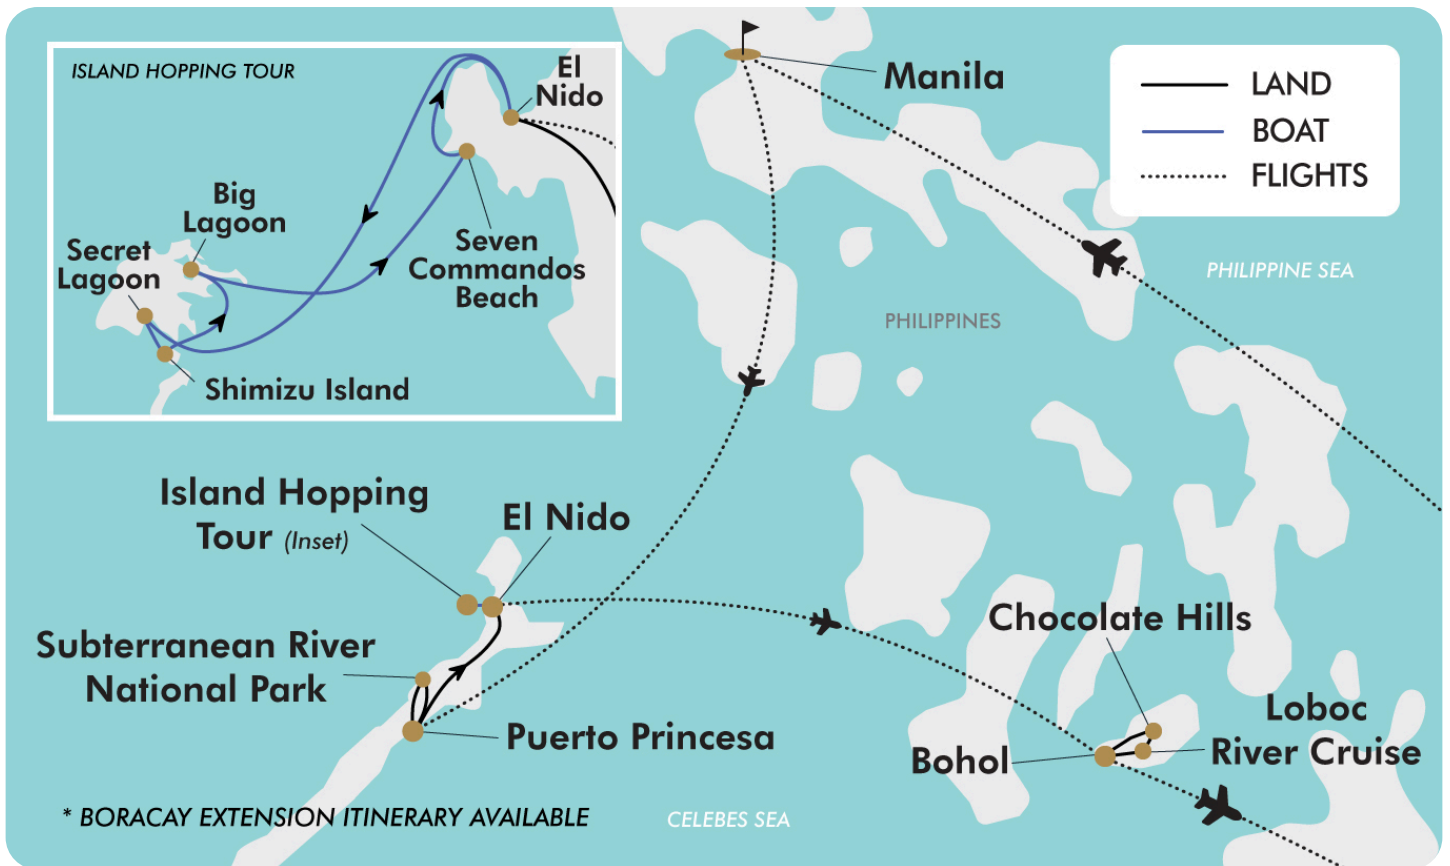 ISLAND HOPPING TOUR
El
Nido
Big
Lagoon
Secret
Lagoon
Seven
Commandos
Beach
Shimizu Island
Manila
LAND
BOAT
FLIGHTS
PHILIPPINE SEA
PHILIPPINES
Island Hopping
Tour (Inset)
El Nido
Subterranean River
National Park
Puerto Princesa
Chocolate Hills
Loboc
River Cruise
Bohol
* BORACAY EXTENSION ITINERARY AVAILABLE
CELEBES SEA